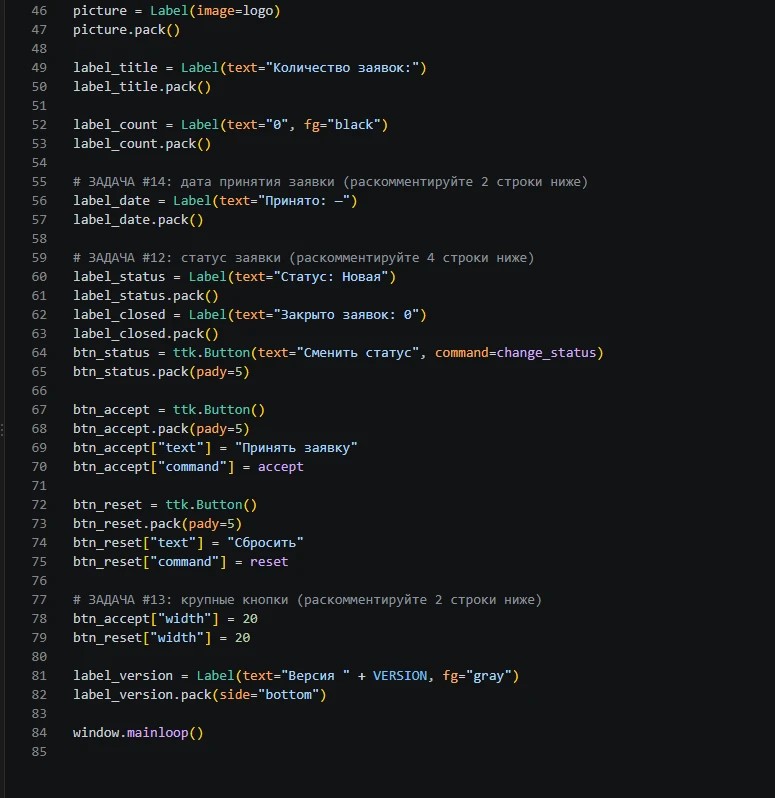 46 picture = Label(image=logo)
47 picture.pack()
48
49 label_title = Label(text="Количество заявок:")
50 label_title.pack()
51
52 label_count = Label(text="0", fg="black")
53 label_count.pack()
54
55 # ЗАДАЧА #14: дата принятия заявки (раскомментируйте 2 строки ниже)
56 label_date = Label(text="Принято: —")
57 label_date.pack()
58
59 # ЗАДАЧА #12: статус заявки (раскомментируйте 4 строки ниже)
60 label_status = Label(text="Статус: Новая")
61 label_status.pack()
62 label_closed = Label(text="Закрыто заявок: 0")
63 label_closed.pack()
64 btn_status = ttk.Button(text="Сменить статус", command=change_status)
65 btn_status.pack(pady=5)
66
67 btn_accept = ttk.Button()
68 btn_accept.pack(pady=5)
69 btn_accept["text"] = "Принять заявку"
70 btn_accept["command"] = accept
71
72 btn_reset = ttk.Button()
73 btn_reset.pack(pady=5)
74 btn_reset["text"] = "Сбросить"
75 btn_reset["command"] = reset
76
77 # ЗАДАЧА #13: крупные кнопки (раскомментируйте 2 строки ниже)
78 btn_accept["width"] = 20
79 btn_reset["width"] = 20
80
81 label_version = Label(text="Версия " + VERSION, fg="gray")
82 label_version.pack(side="bottom")
83
84 window.mainloop()
85